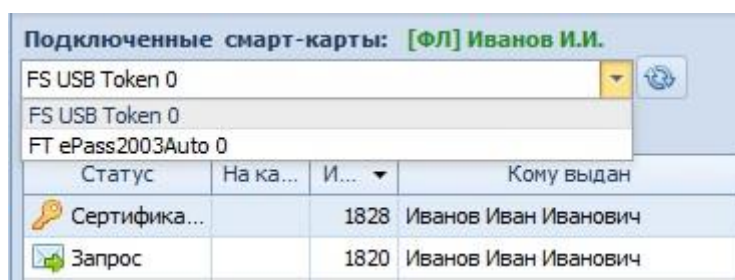 Подключенные смарт-карты: [ФЛ] Иванов И.И.
FS USB Token 0
FS USB Token 0
FT ePass2003Auto 0
Статус На ка... И... Кому выдан
Сертифика... 1828 Иванов Иван Иванович
Запрос 1820 Иванов Иван Иванович